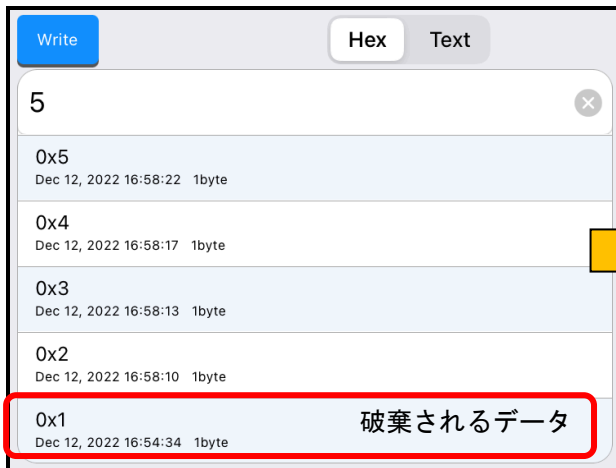 Write
Hex Text
5
0x5
Dec 12, 2022 16:58:22 1byte
0x4
Dec 12, 2022 16:58:17 1byte
0x3
Dec 12, 2022 16:58:13 1byte
0x2
Dec 12, 2022 16:58:10 1byte
0x1 破棄されるデータ
Dec 12, 2022 16:54:34 1byte